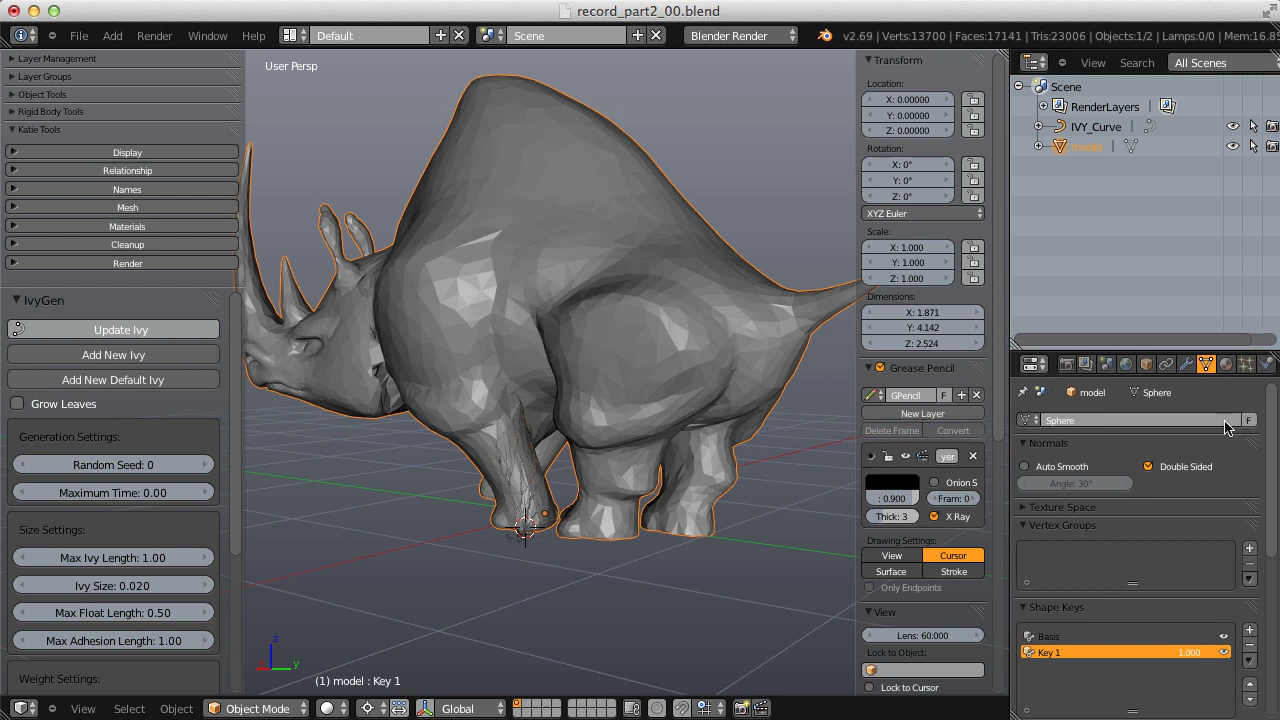 record_part2_00.blend
File Add Render Window Help Default Scene Blender Render v2.69 | Verts:13700 | Faces:17141 | Tris:23006 | Objects:1/2 | Lamps:0/0 | Mem:16.8
Layer Management
Layer Groups
Object Tools
Rigid Body Tools
Katie Tools
Display
Relationship
Names
Mesh
Materials
Cleanup
Render
IvyGen
Update Ivy
Add New Ivy
Add New Default Ivy
Grow Leaves
Generation Settings:
Random Seed: 0
Maximum Time: 0.00
Size Settings:
Max Ivy Length: 1.00
Ivy Size: 0.020
Max Float Length: 0.50
Max Adhesion Length: 1.00
Weight Settings:
User Persp
z
y
(1) model : Key 1
Transform
Location:
X: 0.00000
Y: 0.00000
Z: 0.00000
Rotation:
X: 0°
Y: 0°
Z: 0°
XYZ Euler
Scale:
X: 1.000
Y: 1.000
Z: 1.000
Dimensions:
X: 1.871
Y: 4.142
Z: 2.524
Grease Pencil
GPencil F
New Layer
Delete Frame Convert
yer
Onion S
: 0.900 Fram: 0
Thick: 3 X Ray
Drawing Settings:
View Cursor
Surface Stroke
Only Endpoints
View
Lens: 60.000
Lock to Object:
Lock to Cursor
View Search All Scenes
Scene
RenderLayers
IVY_Curve
model
model Sphere
Sphere F
Normals
Auto Smooth Double Sided
Angle: 30°
Texture Space
Vertex Groups
Shape Keys
Basis
Key 1 1.000
View Select Object Object Mode Global